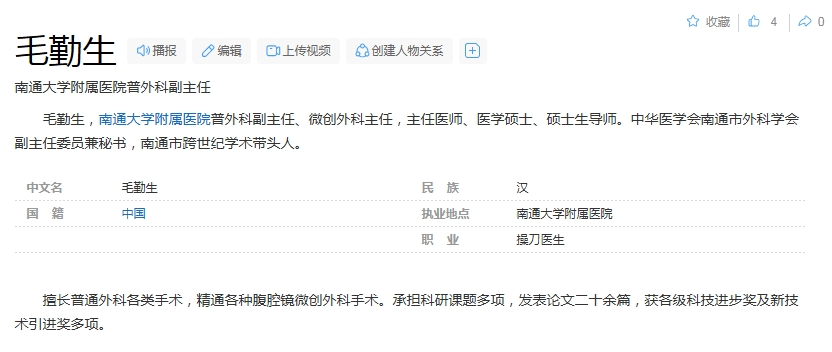 收藏 4 0
毛勤生 播报 编辑 上传视频 创建人物关系
南通大学附属医院普外科副主任
毛勤生，南通大学附属医院普外科副主任、微创外科主任，主任医师、医学硕士、硕士生导师。中华医学会南通市外科学会
副主任委员兼秘书，南通市跨世纪学术带头人。
中文名 毛勤生 民 族 汉
国 籍 中国 执业地点 南通大学附属医院
职 业 操刀医生
擅长普通外科各类手术，精通各种腹腔镜微创外科手术。承担科研课题多项，发表论文二十余篇，获各级科技进步奖及新技
术引进奖多项。